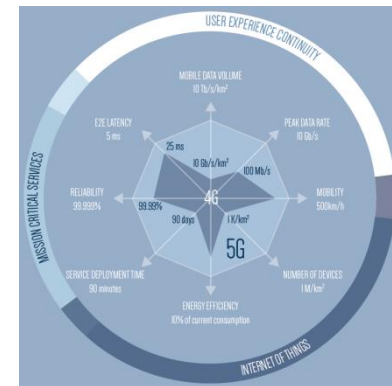 USER EXPERIENCE CONTINUITY
MOBILE DATA VOLUME
10 Tb/s/km²
E2E LATENCY
5 ms
PEAK DATA RATE
10 Gb/s
25 ms
10 Gb/s/km²
100 Mb/s
RELIABILITY
99.999%
99.99%
4G
MOBILITY
500km/h
90 days
1 K/km²
5G
SERVICE DEPLOYMENT TIME
90 minutes
NUMBER OF DEVICES
1 M/km²
ENERGY EFFICIENCY
10% of current consumption
MISSION CRITICAL SERVICES
INTERNET OF THINGS